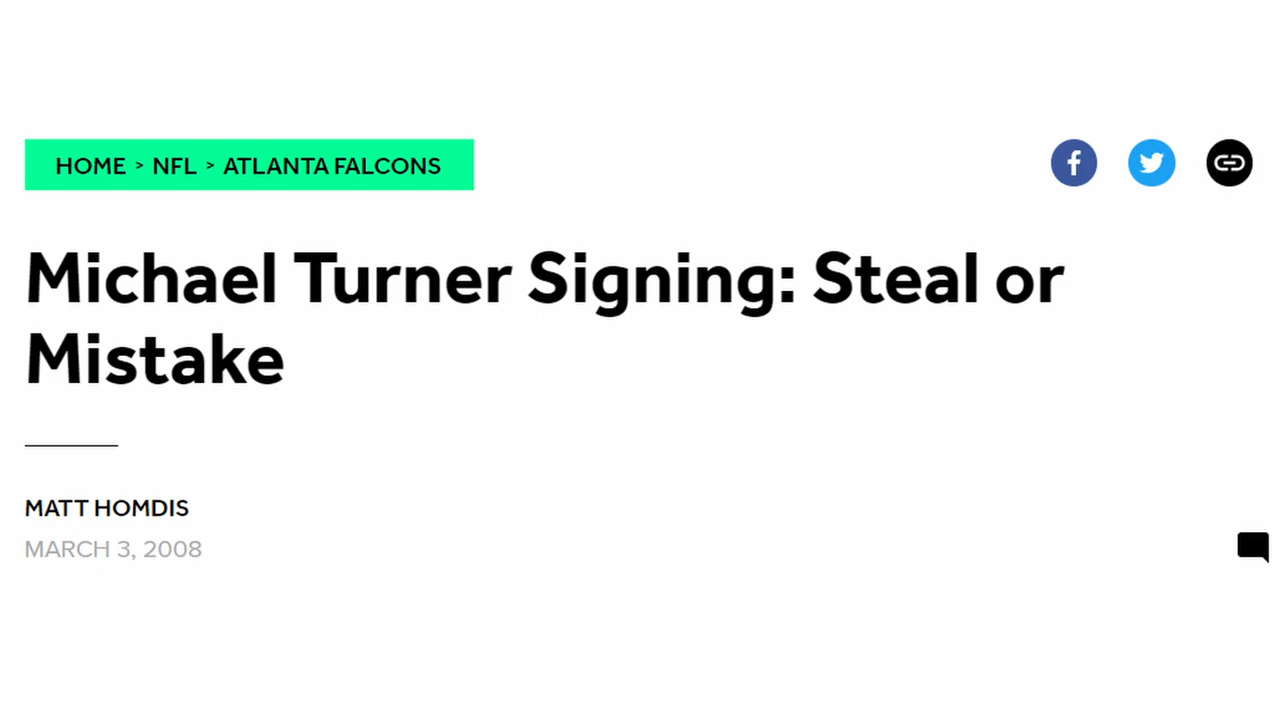 HOME > NFL > ATLANTA FALCONS
Michael Turner Signing: Steal or
Mistake
MATT HOMDIS
MARCH 3, 2008